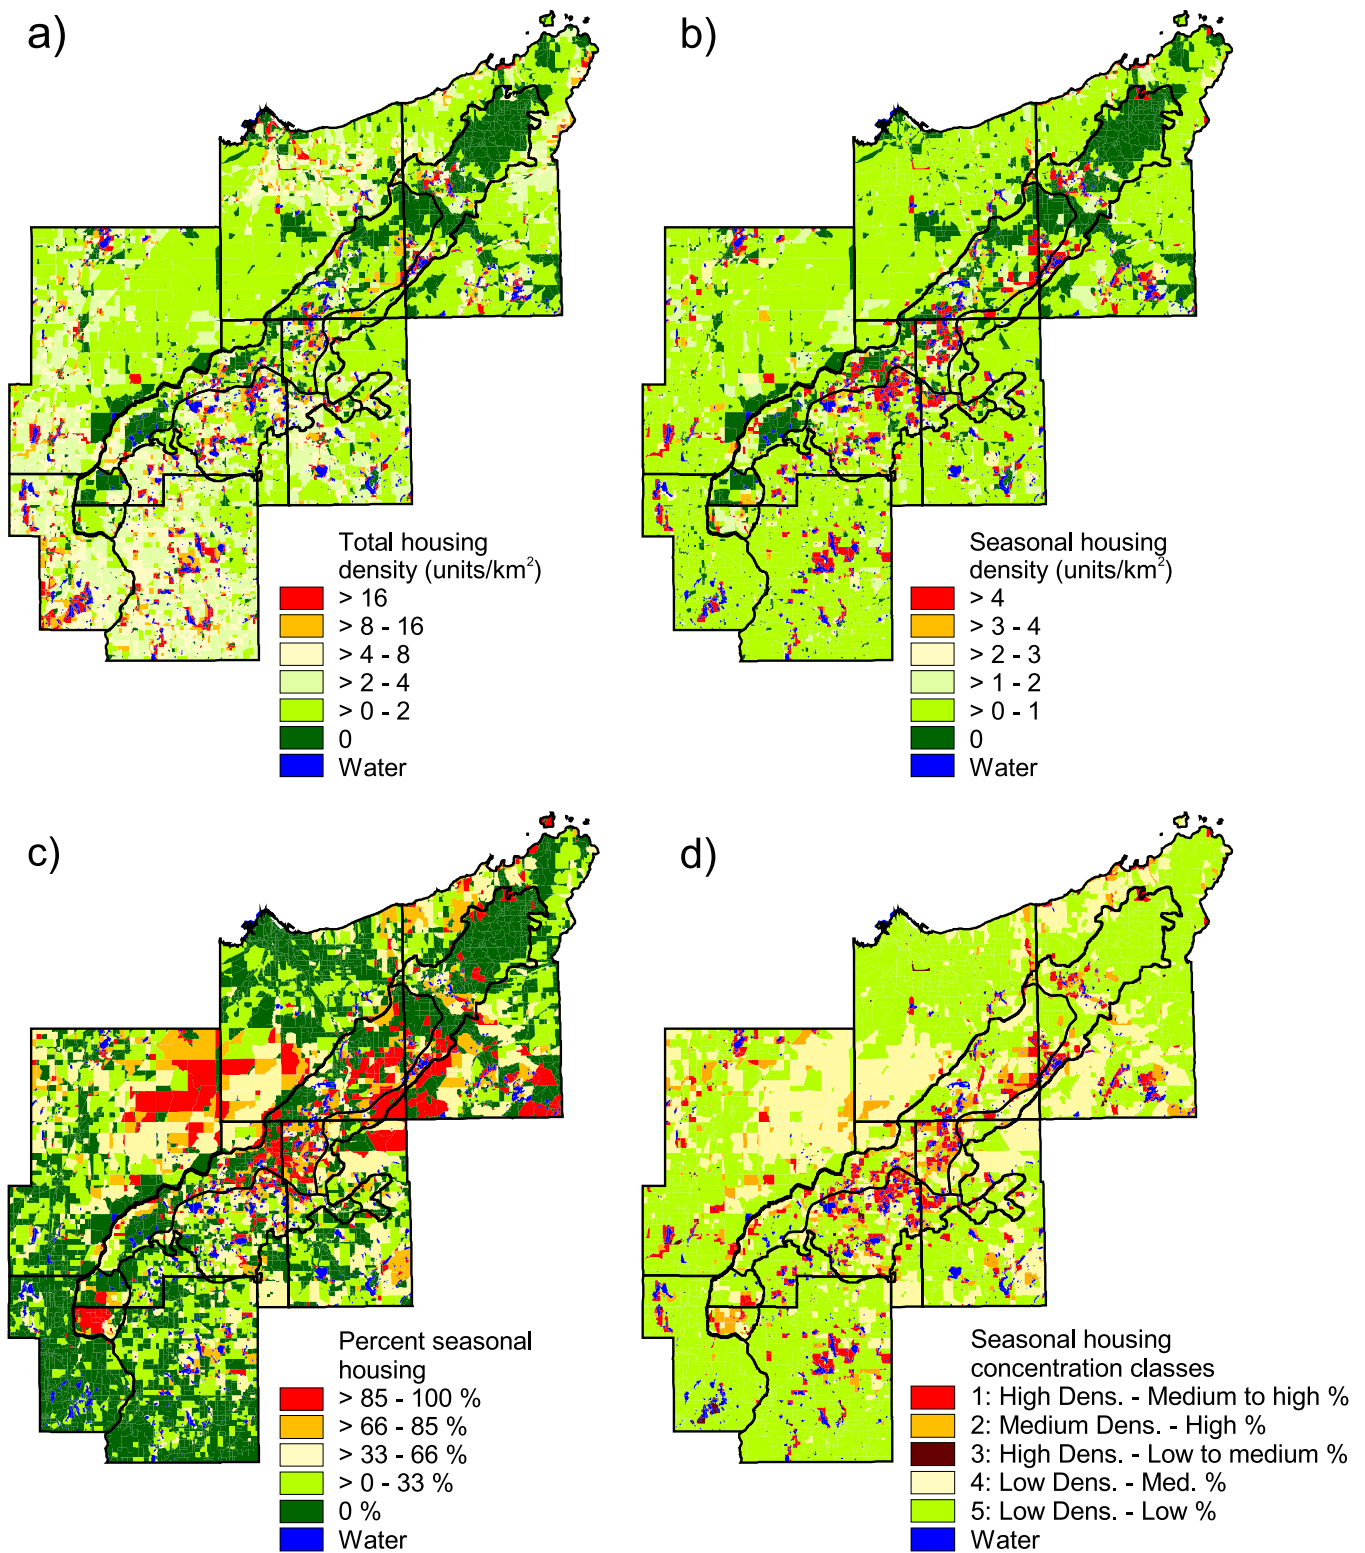 a)
Total housing
density (units/km²)
> 16
> 8 - 16
> 4 - 8
> 2 - 4
> 0 - 2
0
Water
b)
Seasonal housing
density (units/km²)
> 4
> 3 - 4
> 2 - 3
> 1 - 2
> 0 - 1
0
Water
c)
Percent seasonal
housing
> 85 - 100 %
> 66 - 85 %
> 33 - 66 %
> 0 - 33 %
0 %
Water
d)
Seasonal housing
concentration classes
1: High Dens. - Medium to high %
2: Medium Dens. - High %
3: High Dens. - Low to medium %
4: Low Dens. - Med. %
5: Low Dens. - Low %
Water